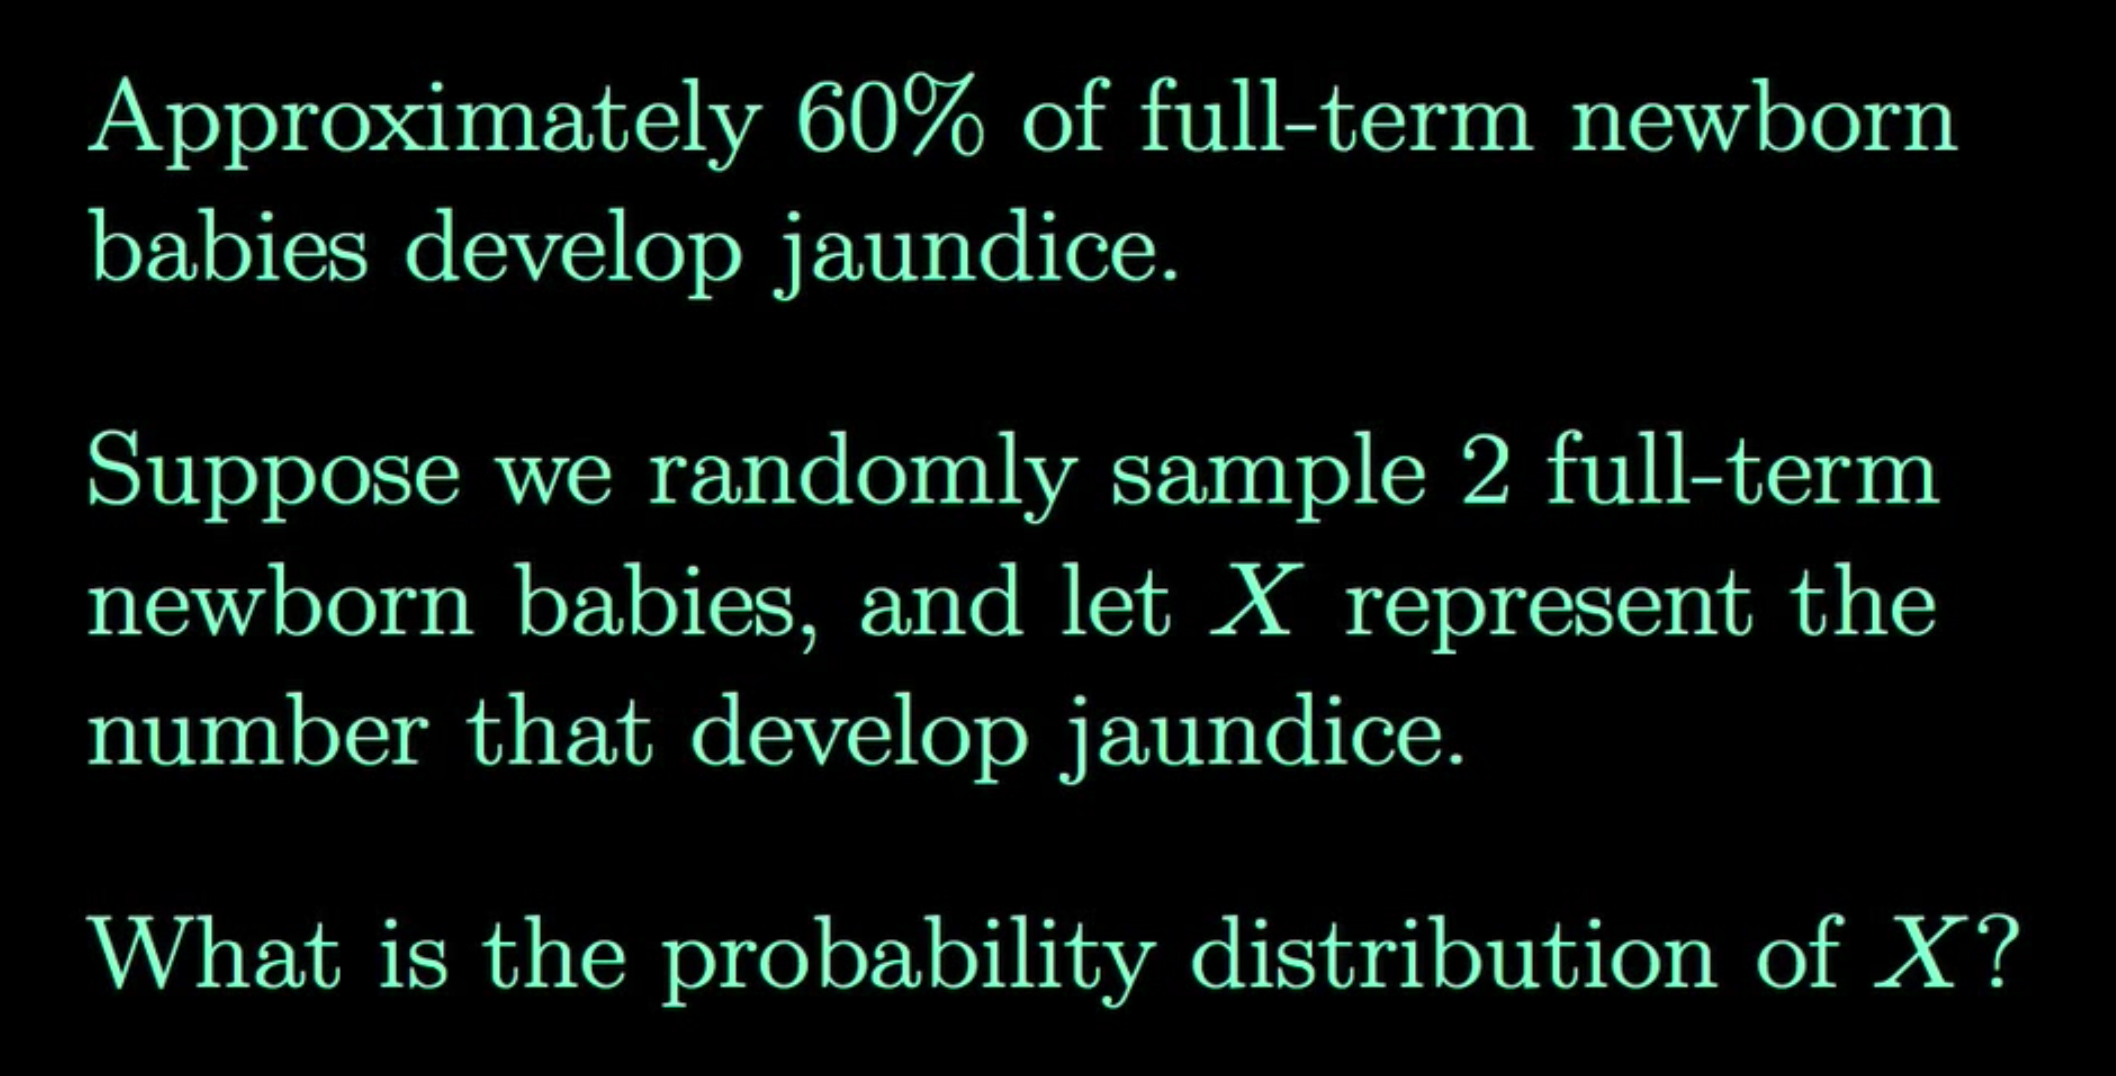 Approximately 60% of full-term newborn
babies develop jaundice.
Suppose we randomly sample 2 full-term
newborn babies, and let X represent the
number that develop jaundice.
What is the probability distribution of X?